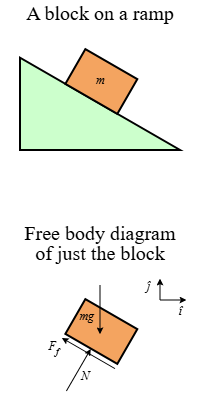 A block on a ramp
m
Free body diagram
of just the block
ĵ
î
mg
F_f
N